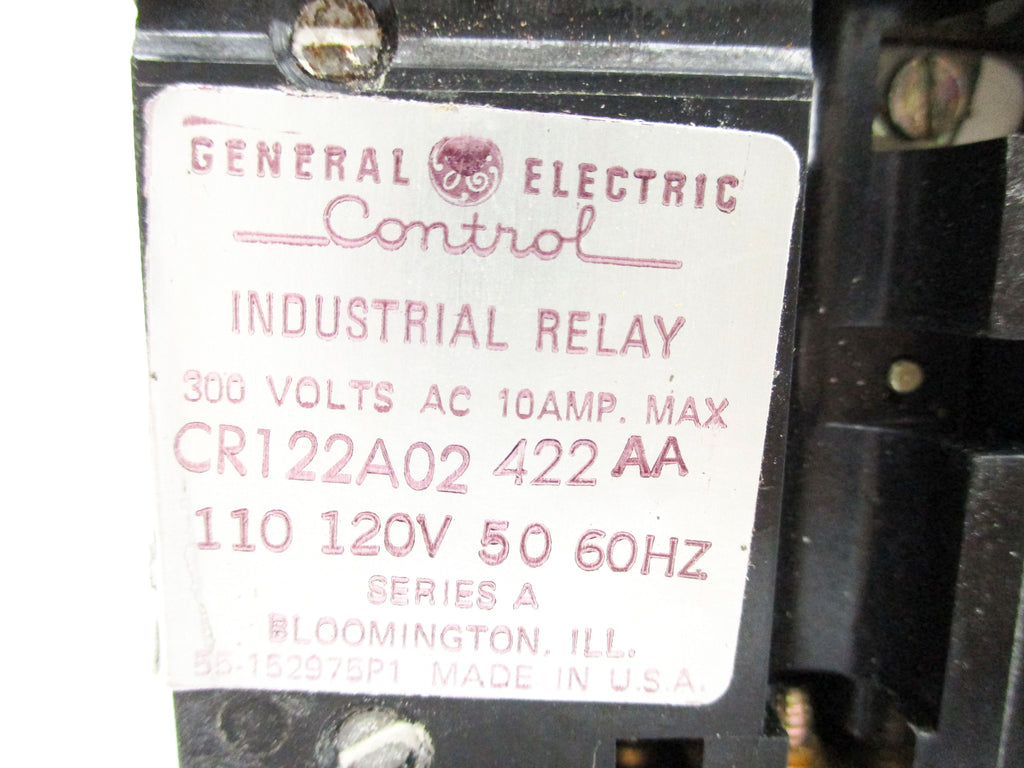 GENERAL GE ELECTRIC
Control
INDUSTRIAL RELAY
300 VOLTS AC 10AMP. MAX
CR122A02 422 AA
110 120V 50 60HZ
SERIES A
BLOOMINGTON, ILL.
55-152975P1 MADE IN U.S.A.